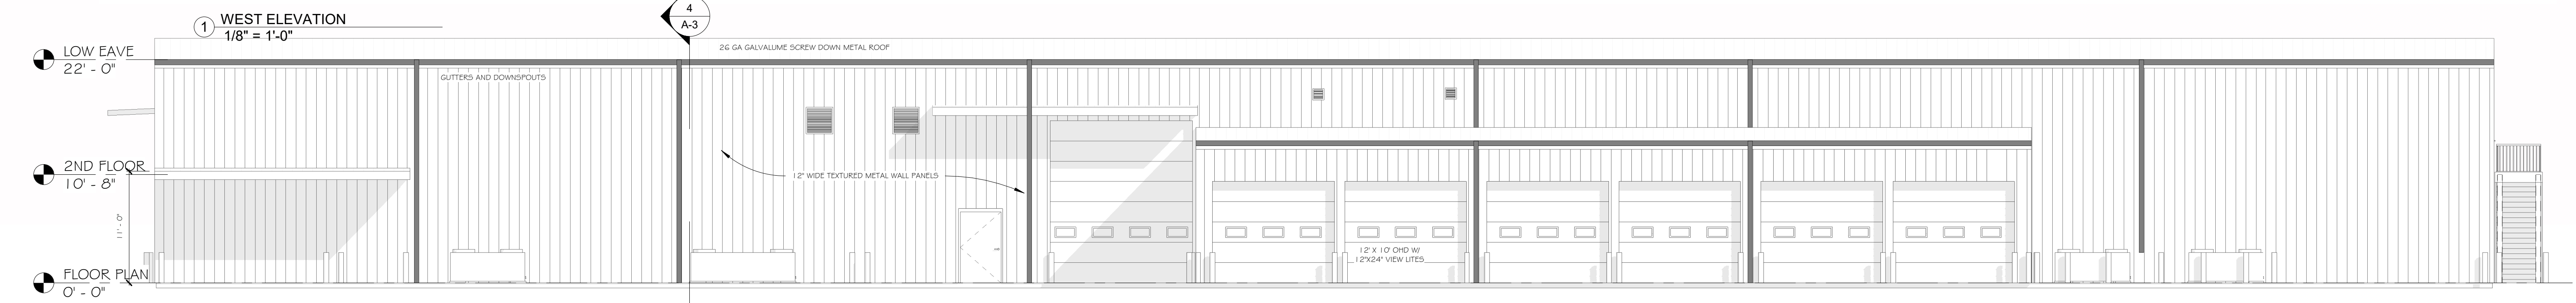 1
WEST ELEVATION
1/8" = 1'-0"
4
A-3
LOW EAVE
22' - 0"
26 GA GALVALUME SCREW DOWN METAL ROOF
GUTTERS AND DOWNSPOUTS
2ND FLOOR
10' - 8"
12" WIDE TEXTURED METAL WALL PANELS
11'-0"
12' X 10' OHD W/
12"X24" VIEW LITES
FLOOR PLAN
0' - 0"